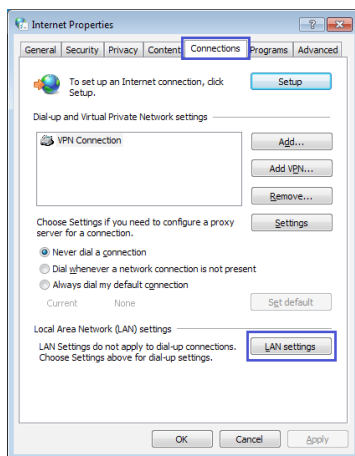 Internet Properties
General Security Privacy Content Connections Programs Advanced
To set up an Internet connection, click
Setup.
Setup
Dial-up and Virtual Private Network settings
VPN Connection
Add...
Add VPN...
Remove...
Choose Settings if you need to configure a proxy
server for a connection.
Settings
Never dial a connection
Dial whenever a network connection is not present
Always dial my default connection
Current None
Set default
Local Area Network (LAN) settings
LAN Settings do not apply to dial-up connections.
Choose Settings above for dial-up settings.
LAN settings
OK Cancel Apply